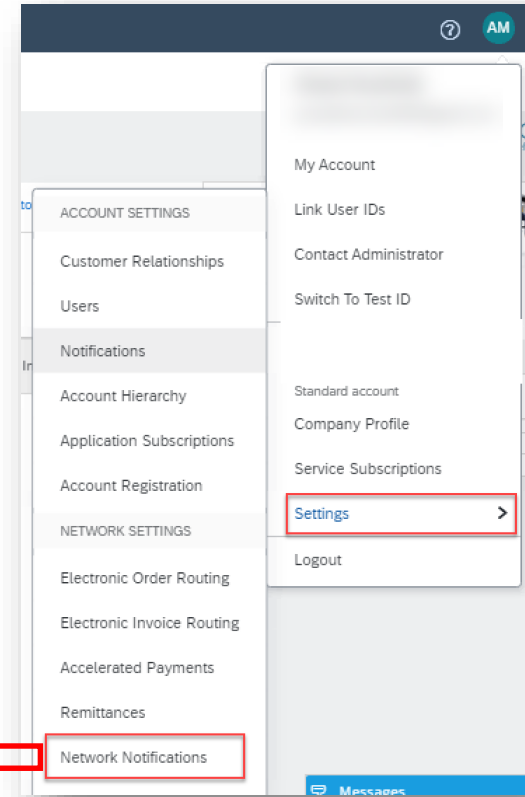 AM
My Account
Link User IDs
Contact Administrator
Switch To Test ID
Standard account
Company Profile
Service Subscriptions
Settings
Logout
to
ACCOUNT SETTINGS
Customer Relationships
Users
Notifications
In
Account Hierarchy
Application Subscriptions
Account Registration
NETWORK SETTINGS
Electronic Order Routing
Electronic Invoice Routing
Accelerated Payments
Remittances
Network Notifications
Messages